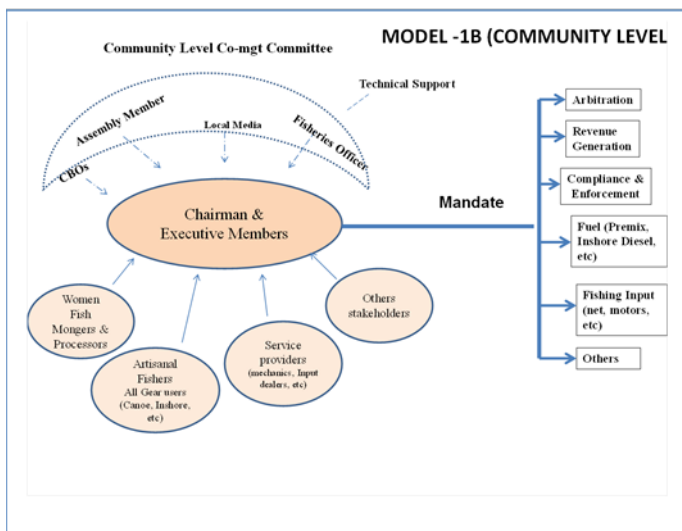 MODEL -1B (COMMUNITY LEVEL
Community Level Co-mgt Committee
Technical Support
Assembly Member
Local Media
Fisheries Officer
CBOs
Chairman &
Executive Members
Mandate
Arbitration
Revenue
Generation
Compliance &
Enforcement
Fuel (Premix,
Inshore Diesel,
etc)
Fishing Input
(net, motors,
etc)
Others
Women
Fish
Mongers &
Processors
Artisanal
Fishers
All Gear users
(Canoe, Inshore,
etc)
Service
providers
(mechanics, Input
dealers, etc)
Others
stakeholders